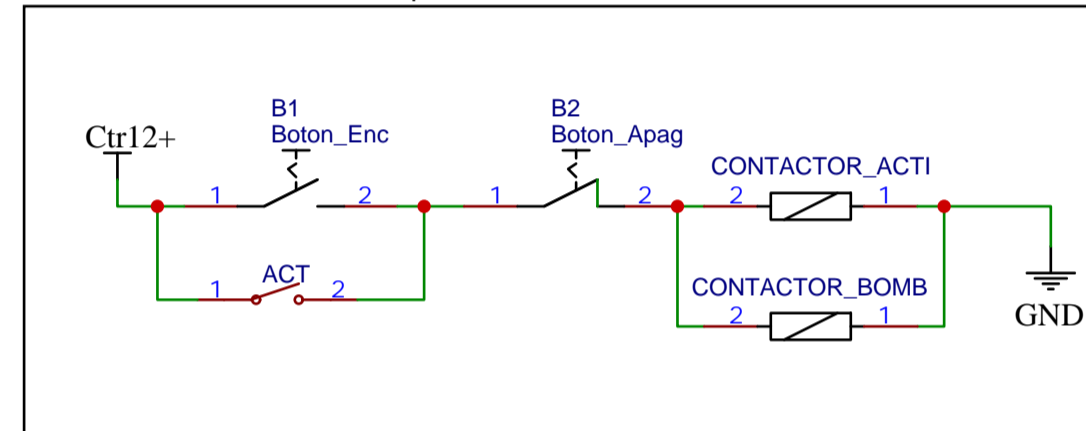 B1
Boton_Enc
B2
Boton_Apag
Ctr12+
CONTACTOR_ACTI
1
2
1
2
2
1
ACT
1
2
CONTACTOR_BOMB
2
1
GND